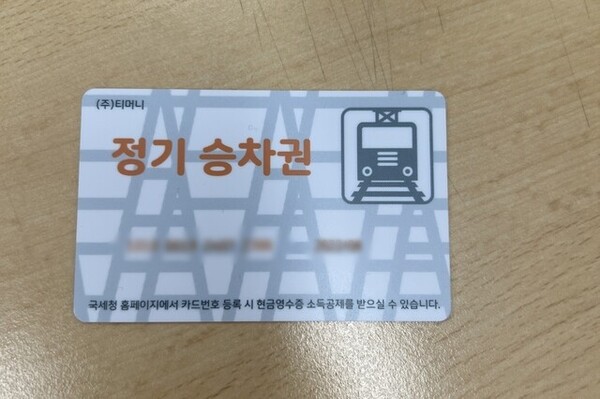 (주)티머니
정기 승차권
국세청 홈페이지에서 카드번호 등록 시 현금영수증 소득공제를 받으실 수 있습니다.